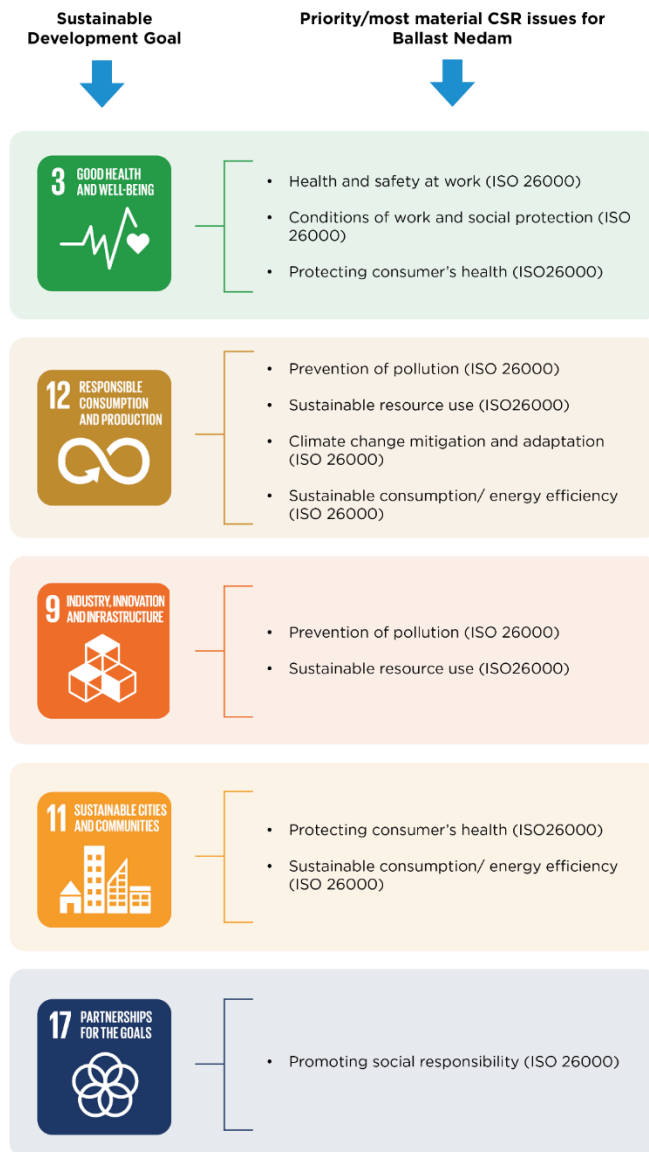 Sustainable
Development Goal
Priority/most material CSR issues for
Ballast Nedam
3 GOOD HEALTH
AND WELL-BEING
• Health and safety at work (ISO 26000)
• Conditions of work and social protection (ISO
26000)
• Protecting consumer’s health (ISO26000)
12 RESPONSIBLE
CONSUMPTION
AND PRODUCTION
• Prevention of pollution (ISO 26000)
• Sustainable resource use (ISO26000)
• Climate change mitigation and adaptation
(ISO 26000)
• Sustainable consumption/ energy efficiency
(ISO 26000)
9 INDUSTRY, INNOVATION
AND INFRASTRUCTURE
• Prevention of pollution (ISO 26000)
• Sustainable resource use (ISO26000)
11 SUSTAINABLE CITIES
AND COMMUNITIES
• Protecting consumer’s health (ISO26000)
• Sustainable consumption/ energy efficiency
(ISO 26000)
17 PARTNERSHIPS
FOR THE GOALS
• Promoting social responsibility (ISO 26000)